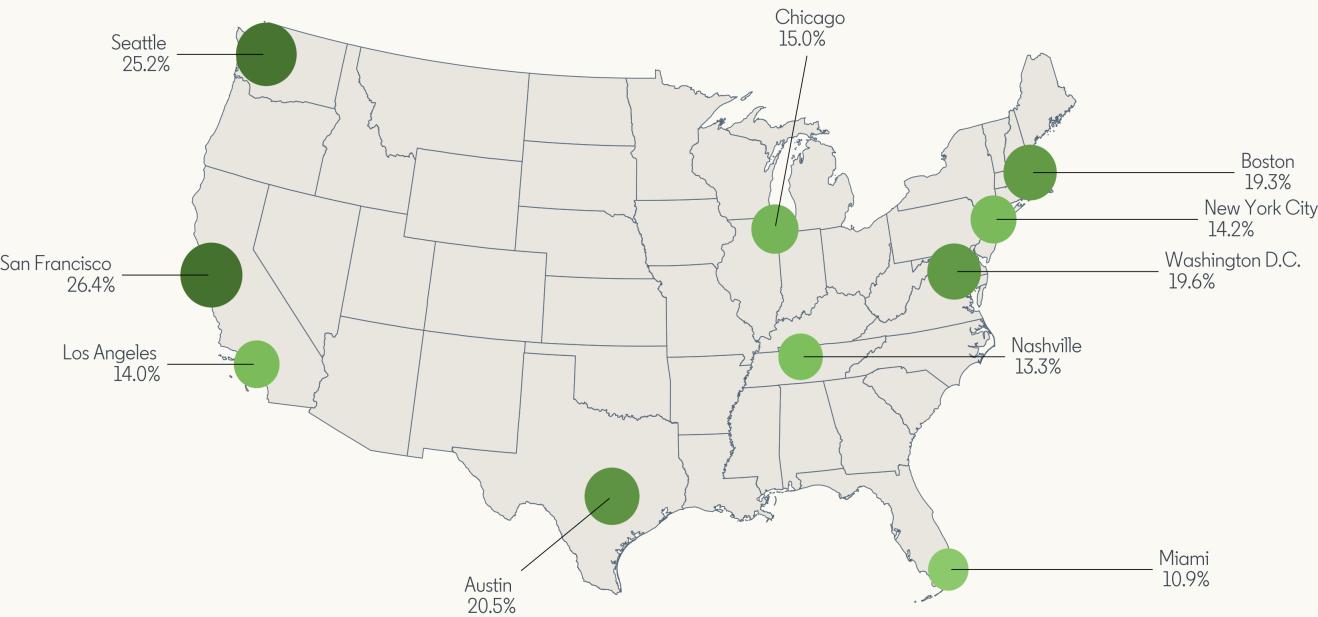 Chicago
15.0%
Seattle
25.2%
Boston
19.3%
New York City
14.2%
Washington D.C.
19.6%
San Francisco
26.4%
Los Angeles
14.0%
Nashville
13.3%
Austin
20.5%
Miami
10.9%